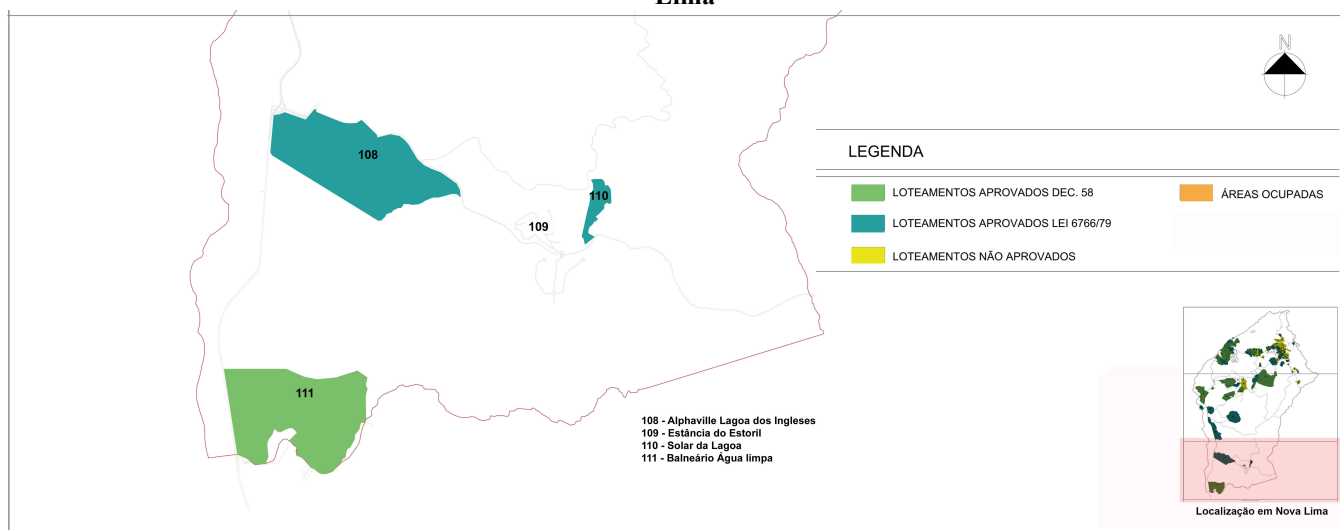 Lima
N
LEGENDA
LOTEAMENTOS APROVADOS DEC. 58
ÁREAS OCUPADAS
LOTEAMENTOS APROVADOS LEI 6766/79
LOTEAMENTOS NÃO APROVADOS
108
110
109
111
108 - Alphaville Lagoa dos Ingleses
109 - Estância do Estoril
110 - Solar da Lagoa
111 - Balneário Água limpa
Localização em Nova Lima